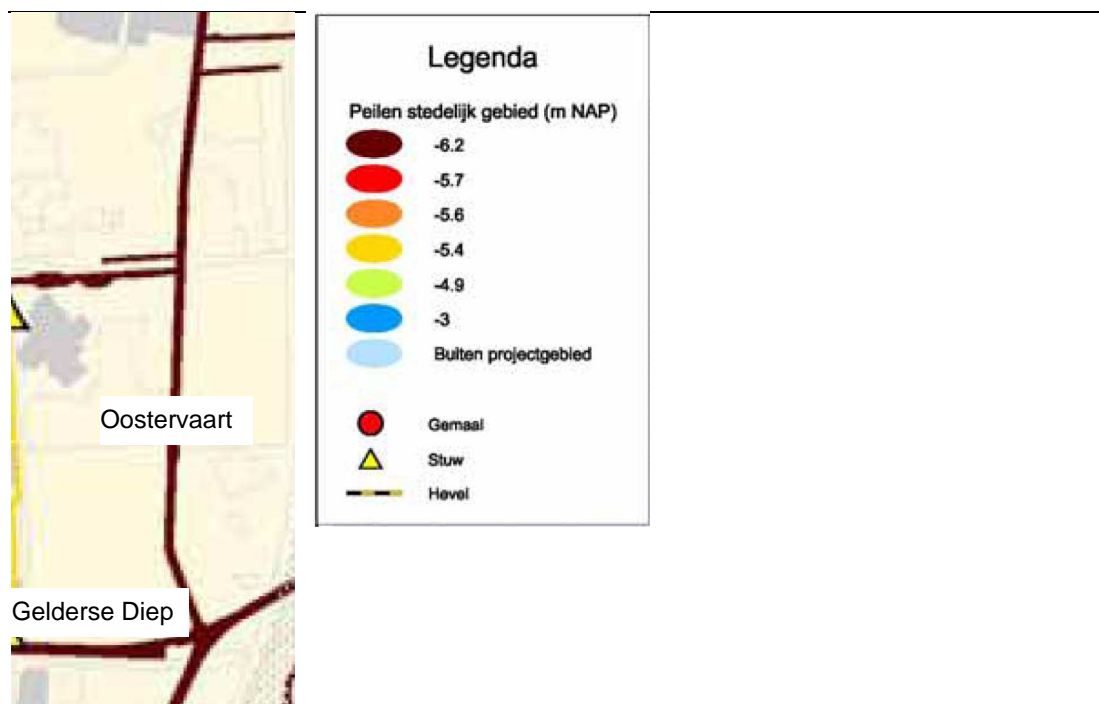 Oostervaart
Gelderse Diep
Legenda
Peilen stedelijk gebied (m NAP)
-6.2
-5.7
-5.6
-5.4
-4.9
-3
Buiten projectgebied
Gemaal
Stuw
Hevel